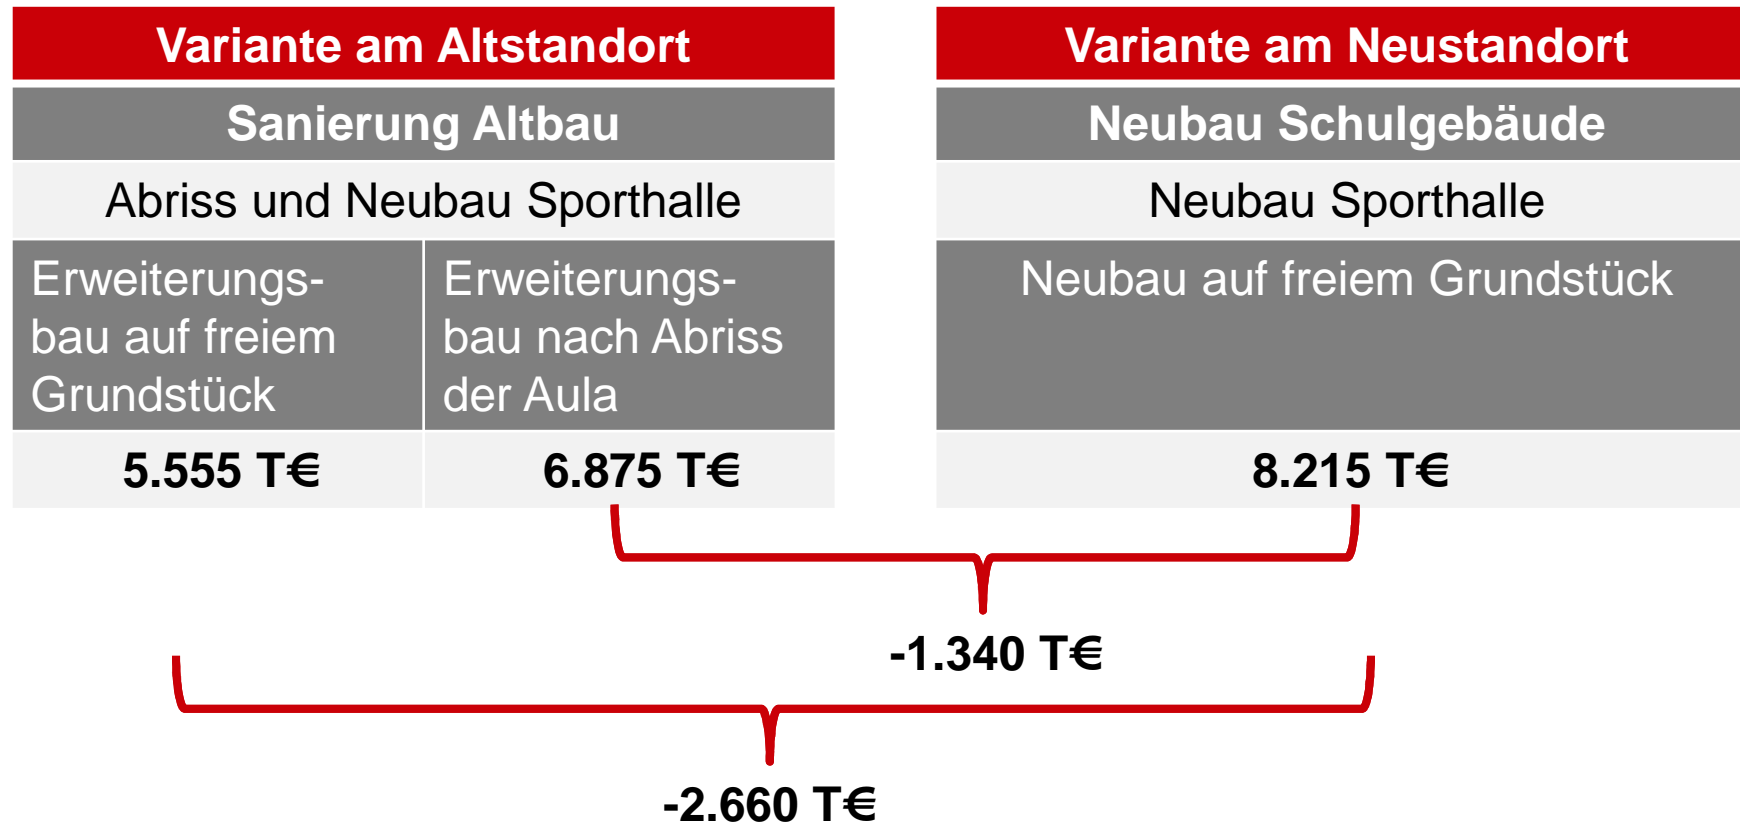 Variante am Altstandort
Variante am Neustandort
Sanierung Altbau
Neubau Schulgebäude
Abriss und Neubau Sporthalle
Neubau Sporthalle
Erweiterungs-
bau auf freiem
Grundstück
Erweiterungs-
bau nach Abriss
der Aula
Neubau auf freiem Grundstück
5.555 T€
6.875 T€
8.215 T€
-1.340 T€
-2.660 T€